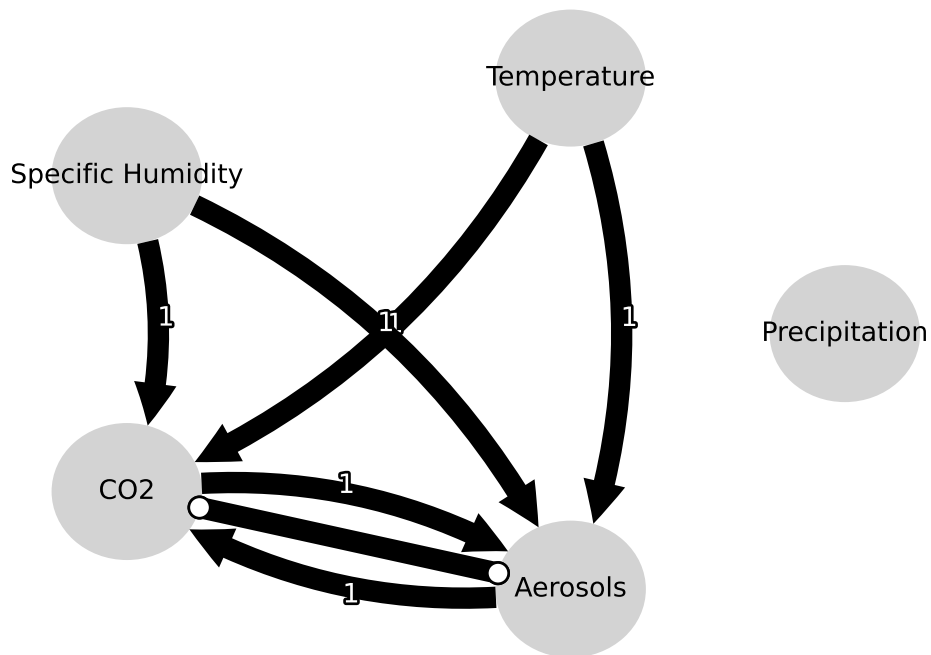 Temperature
Specific Humidity
1
1
1
1
Precipitation
CO2
1
Aerosols
1